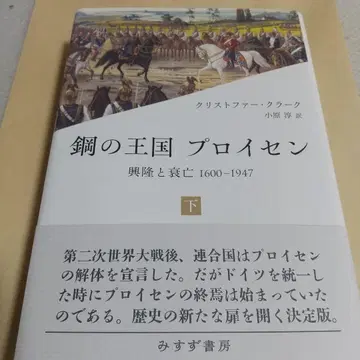 クリストファー・クラーク
小原 淳 訳
鋼の王国 プロイセン
興隆と衰亡 1600–1947
下
第二次世界大戦後、連合国はプロイセン
の解体を宣言した。だがドイツを統一し
た時にプロイセンの終焉は始まっていた
のである。歴史の新たな扉を開く決定版。
みすず書房